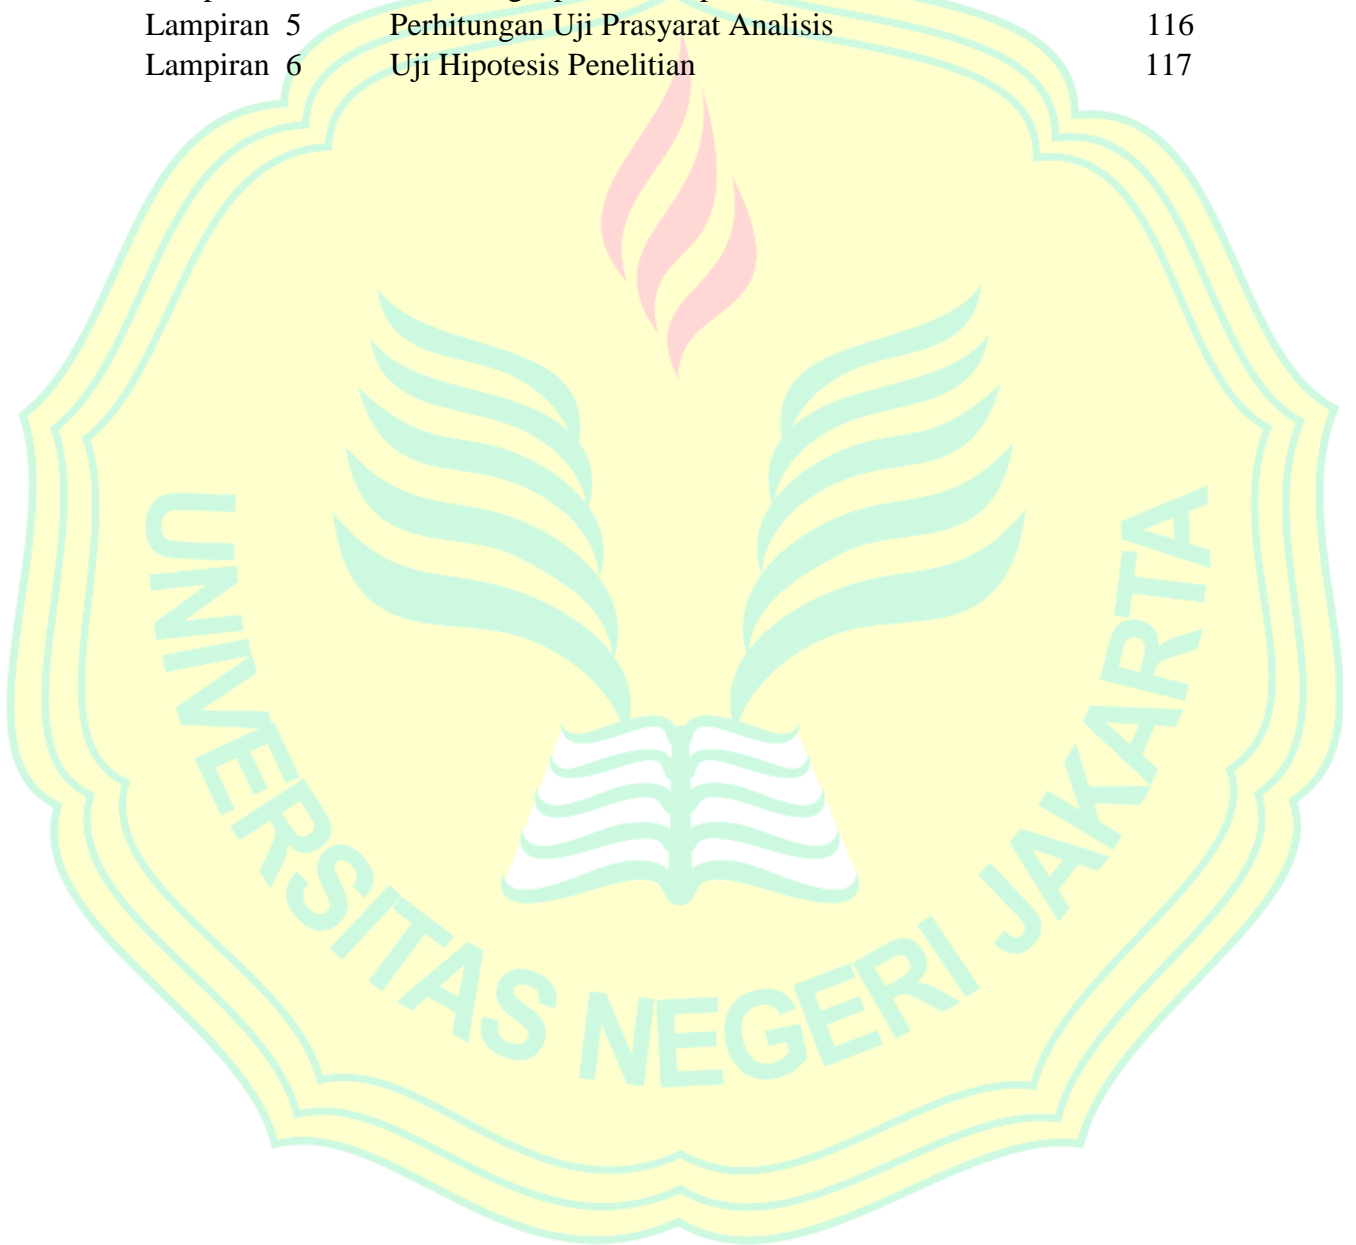 Lampiran 5 Perhitungan Uji Prasyarat Analisis 116
Lampiran 6 Uji Hipotesis Penelitian 117
UNIVERSITAS NEGERI JAKARTA